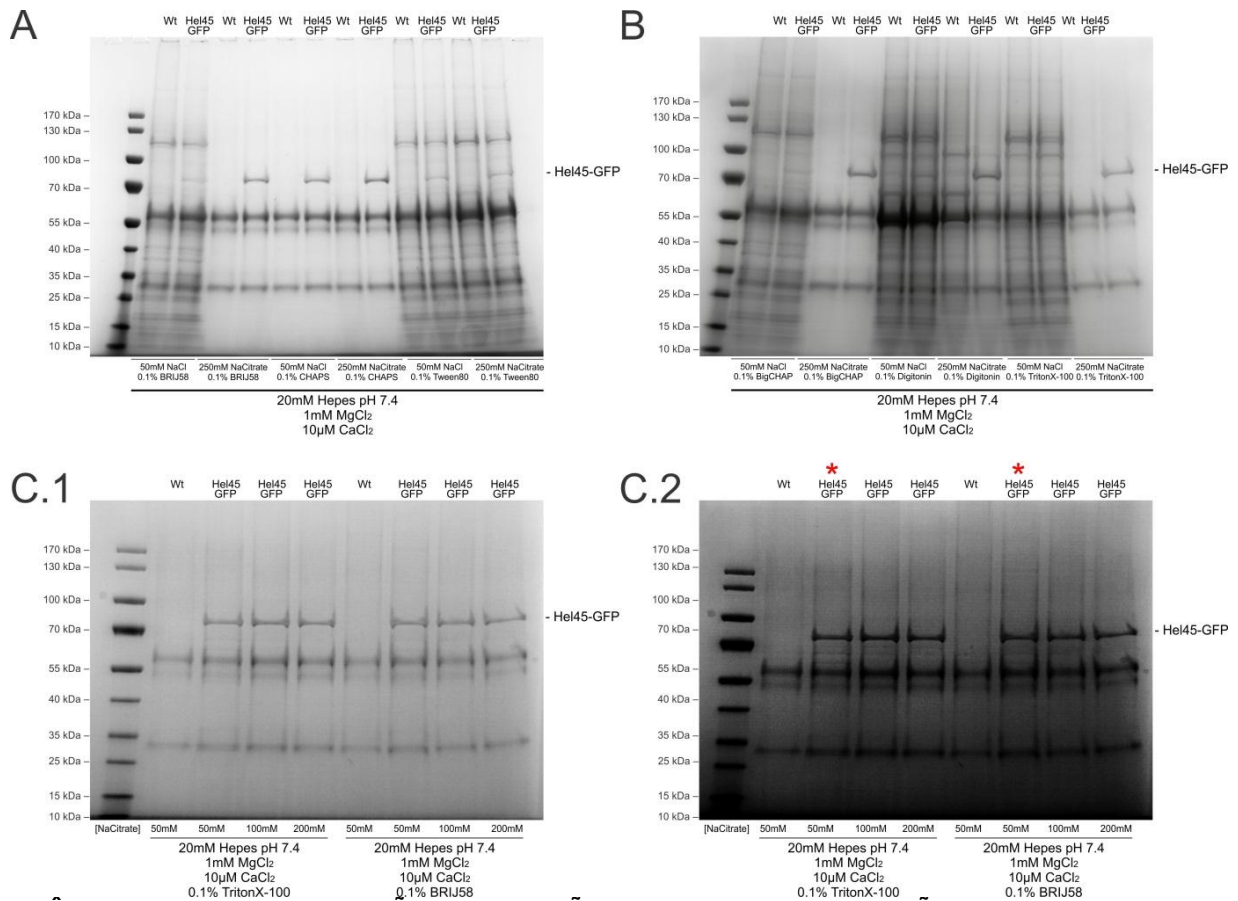 A
Wt Hel45 GFP Wt Hel45 GFP Wt Hel45 GFP Wt Hel45 GFP Wt Hel45 GFP Wt Hel45 GFP
170 kDa –
130 kDa –
100 kDa –
70 kDa –
55 kDa –
40 kDa –
35 kDa –
25 kDa –
15 kDa –
10 kDa –
- Hel45-GFP
50mM NaCl 250mM NaCitrate 50mM NaCl 250mM NaCitrate 50mM NaCl 250mM NaCitrate
0.1% BRIJ58 0.1% BRIJ58 0.1% CHAPS 0.1% CHAPS 0.1% Tween80 0.1% Tween80
20mM Hepes pH 7.4
1mM MgCl₂
10µM CaCl₂
B
Wt Hel45 GFP Wt Hel45 GFP Wt Hel45 GFP Wt Hel45 GFP Wt Hel45 GFP Wt Hel45 GFP
170 kDa –
130 kDa –
100 kDa –
70 kDa –
55 kDa –
40 kDa –
35 kDa –
25 kDa –
15 kDa –
10 kDa –
- Hel45-GFP
50mM NaCl 250mM NaCitrate 50mM NaCl 250mM NaCitrate 50mM NaCl 250mM NaCitrate
0.1% BigCHAP 0.1% BigCHAP 0.1% Digitonin 0.1% Digitonin 0.1% TritonX-100 0.1% TritonX-100
20mM Hepes pH 7.4
1mM MgCl₂
10µM CaCl₂
C.1
Wt Hel45 GFP Hel45 GFP Hel45 GFP Wt Hel45 GFP Hel45 GFP Hel45 GFP
170 kDa –
130 kDa –
100 kDa –
70 kDa –
55 kDa –
40 kDa –
35 kDa –
25 kDa –
15 kDa –
10 kDa –
- Hel45-GFP
[NaCitrate] 50mM 50mM 100mM 200mM 50mM 50mM 100mM 200mM
20mM Hepes pH 7.4 20mM Hepes pH 7.4
1mM MgCl₂ 1mM MgCl₂
10µM CaCl₂ 10µM CaCl₂
0.1% TritonX-100 0.1% BRIJ58
C.2
* *
Wt Hel45 GFP Hel45 GFP Hel45 GFP Wt Hel45 GFP Hel45 GFP Hel45 GFP
170 kDa –
130 kDa –
100 kDa –
70 kDa –
55 kDa –
40 kDa –
35 kDa –
25 kDa –
15 kDa –
10 kDa –
- Hel45-GFP
[NaCitrate] 50mM 50mM 100mM 200mM 50mM 50mM 100mM 200mM
20mM Hepes pH 7.4 20mM Hepes pH 7.4
1mM MgCl₂ 1mM MgCl₂
10µM CaCl₂ 10µM CaCl₂
0.1% TritonX-100 0.1% BRIJ58